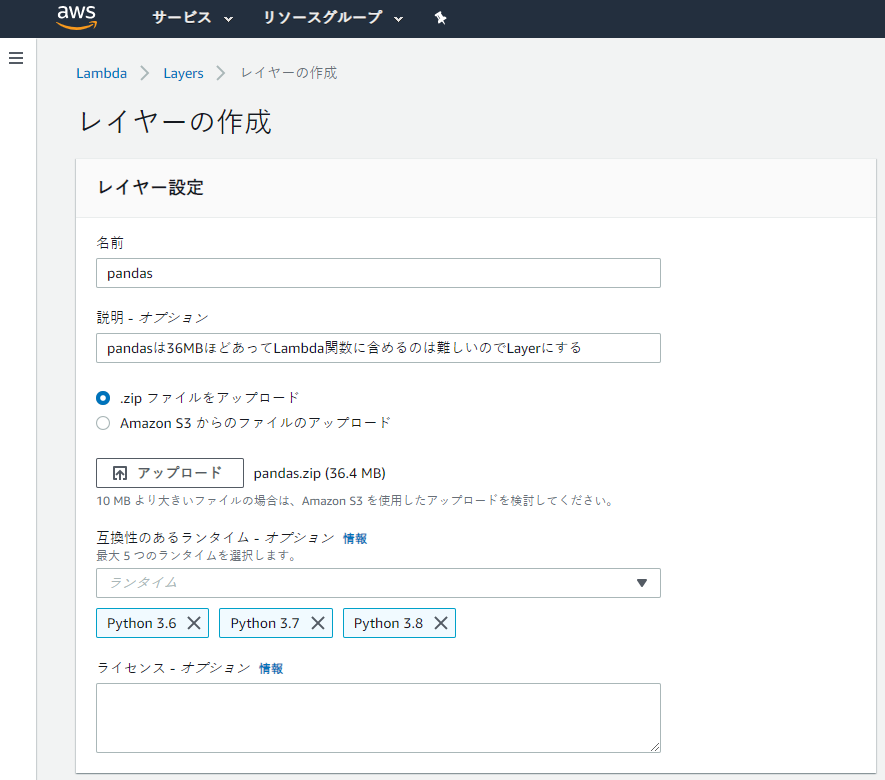 aws サービス リソースグループ
Lambda Layers レイヤーの作成
レイヤーの作成
レイヤー設定
名前
pandas
説明 - オプション
pandasは36MBほどあってLambda関数に含めるのは難しいのでLayerにする
.zip ファイルをアップロード
Amazon S3 からのファイルのアップロード
アップロード pandas.zip (36.4 MB)
10 MB より大きいファイルの場合は、Amazon S3 を使用したアップロードを検討してください。
互換性のあるランタイム - オプション 情報
最大 5 つのランタイムを選択します。
ランタイム
Python 3.6 Python 3.7 Python 3.8
ライセンス - オプション 情報